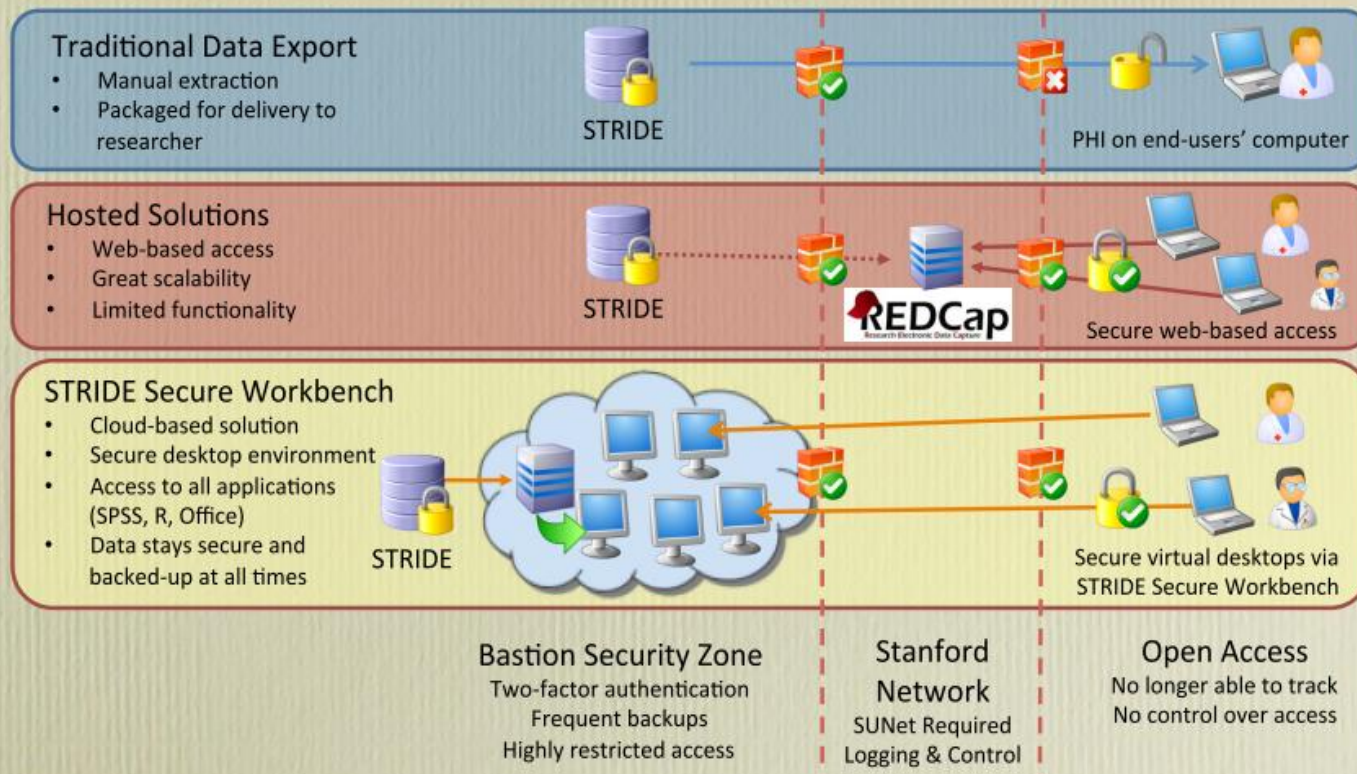 Traditional Data Export
• Manual extraction
• Packaged for delivery to
researcher
STRIDE
PHI on end-users’ computer
Hosted Solutions
• Web-based access
• Great scalability
• Limited functionality
STRIDE
REDCap
Research Electronic Data Capture
Secure web-based access
STRIDE Secure Workbench
• Cloud-based solution
• Secure desktop environment
• Access to all applications
(SPSS, R, Office)
• Data stays secure and
backed-up at all times
STRIDE
Secure virtual desktops via
STRIDE Secure Workbench
Bastion Security Zone
Two-factor authentication
Frequent backups
Highly restricted access
Stanford
Network
SUNet Required
Logging & Control
Open Access
No longer able to track
No control over access